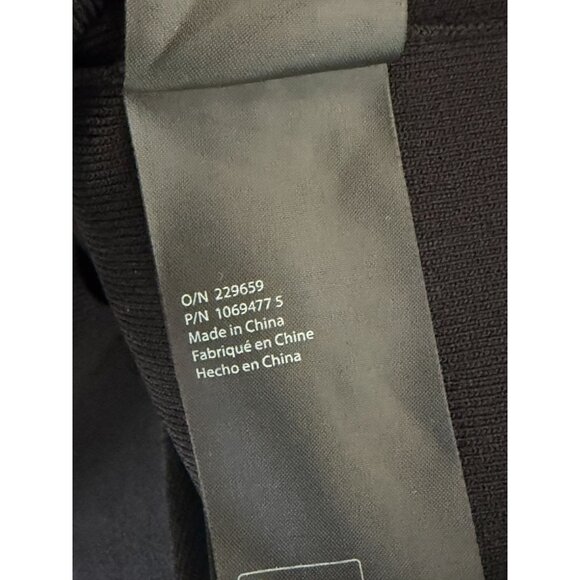 O/N 229659
P/N 1069477 S
Made in China
Fabriqué en Chine
Hecho en China